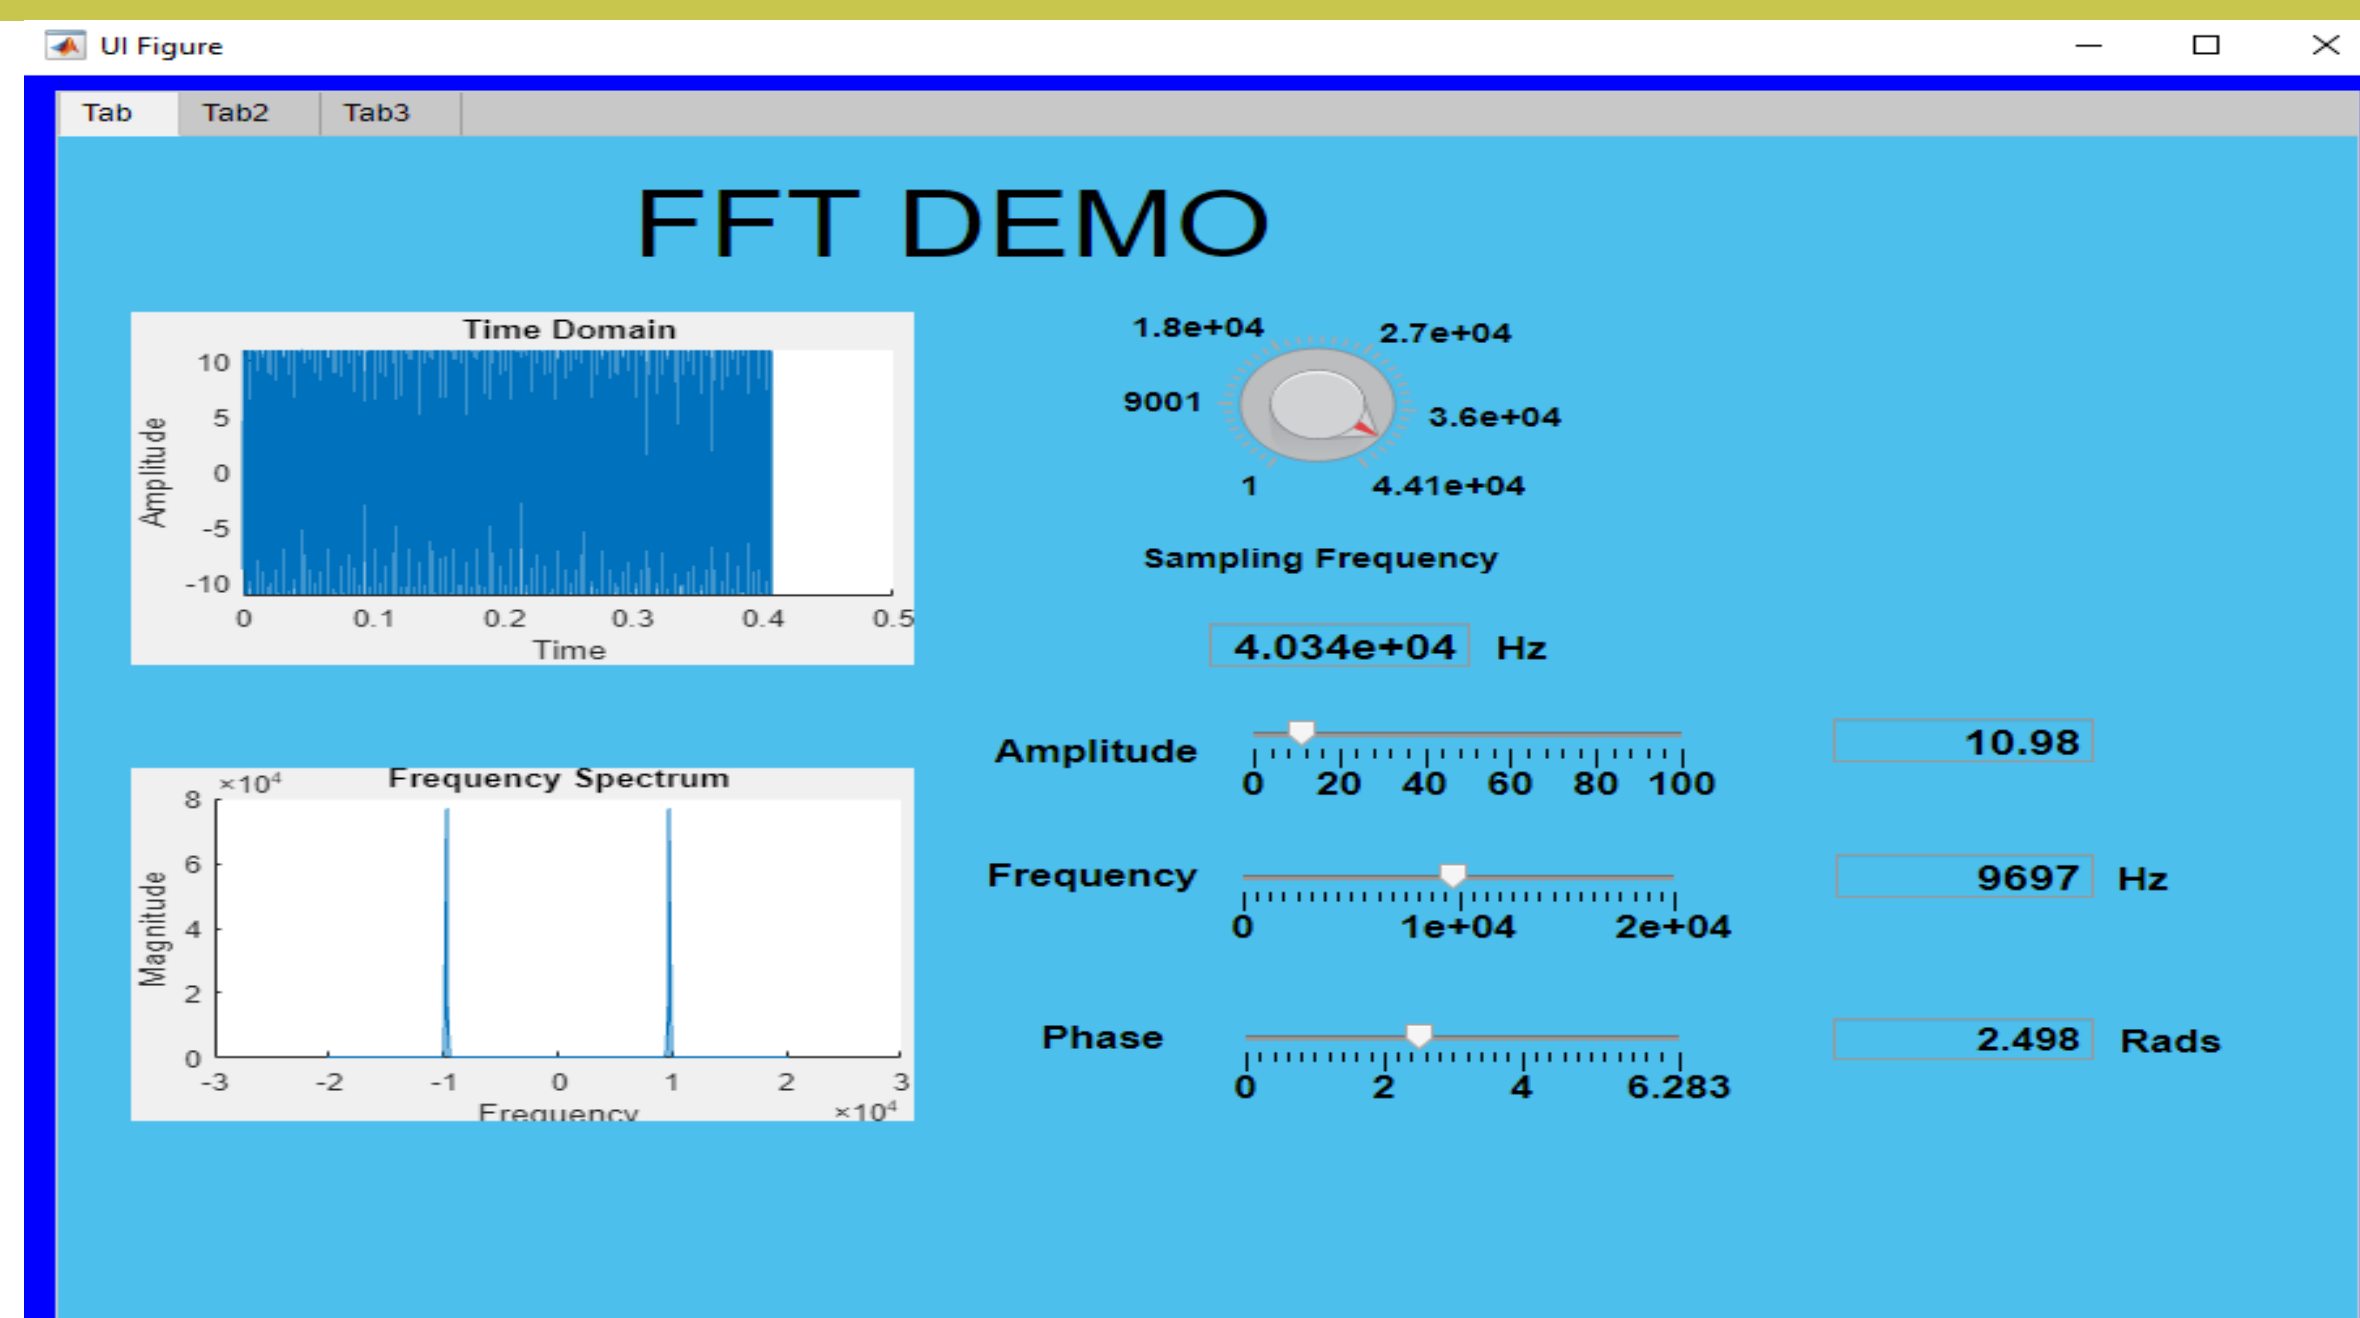 UI Figure
Tab Tab2 Tab3
FFT DEMO
Time Domain
10
5
0
-5
-10
Amplitude
0 0.1 0.2 0.3 0.4 0.5
Time
1.8e+04 2.7e+04
9001 3.6e+04
1 4.41e+04
Sampling Frequency
4.034e+04 Hz
Amplitude
0 20 40 60 80 100
10.98
Frequency Spectrum
×10⁴
8
6
4
2
0
Magnitude
-3 -2 -1 0 1 2 3
Frequency ×10⁴
Frequency
0 1e+04 2e+04
9697 Hz
Phase
0 2 4 6.283
2.498 Rads